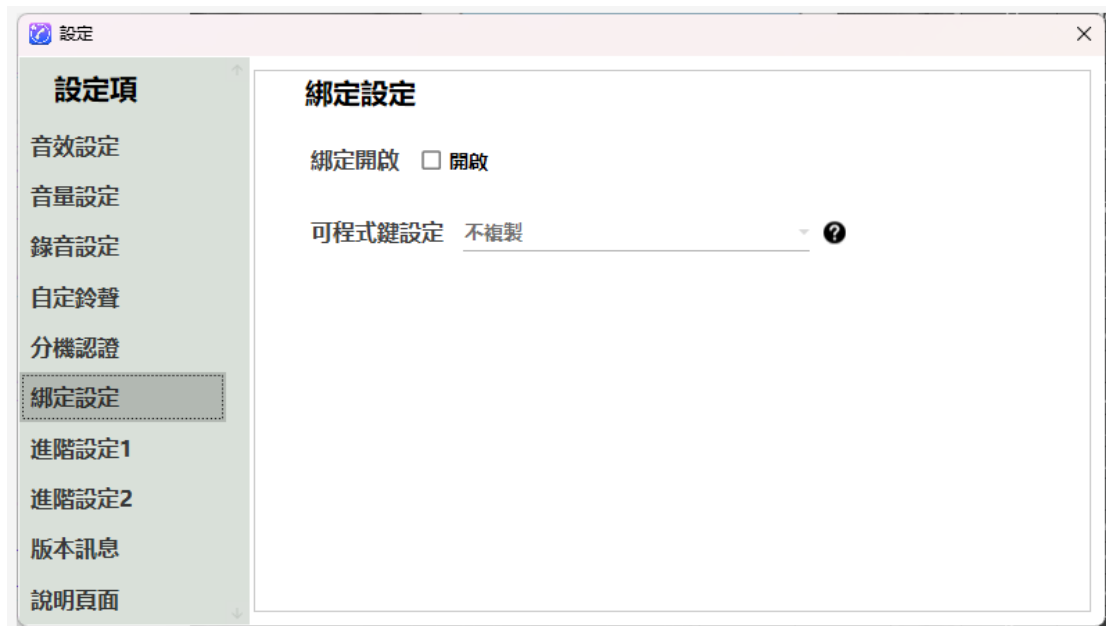 設定
設定項
音效設定
音量設定
錄音設定
自定鈴聲
分機認證
綁定設定
進階設定1
進階設定2
版本訊息
說明頁面
綁定設定
綁定開啟 開啟
可程式鍵設定 不複製 ?